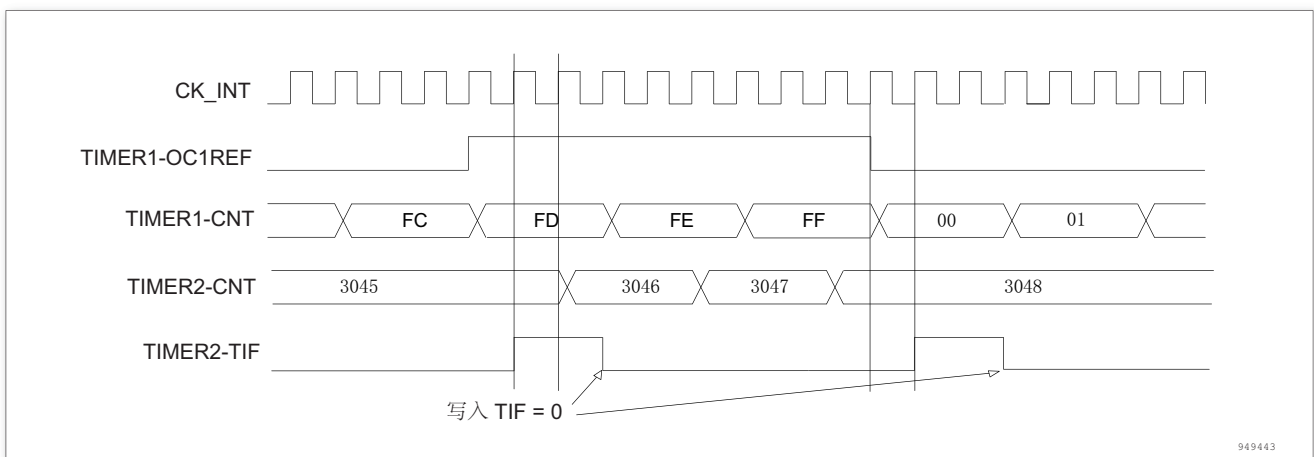 CK_INT
TIMER1-OC1REF
TIMER1-CNT FC FD FE FF 00 01
TIMER2-CNT 3045 3046 3047 3048
TIMER2-TIF
写入 TIF = 0
949443